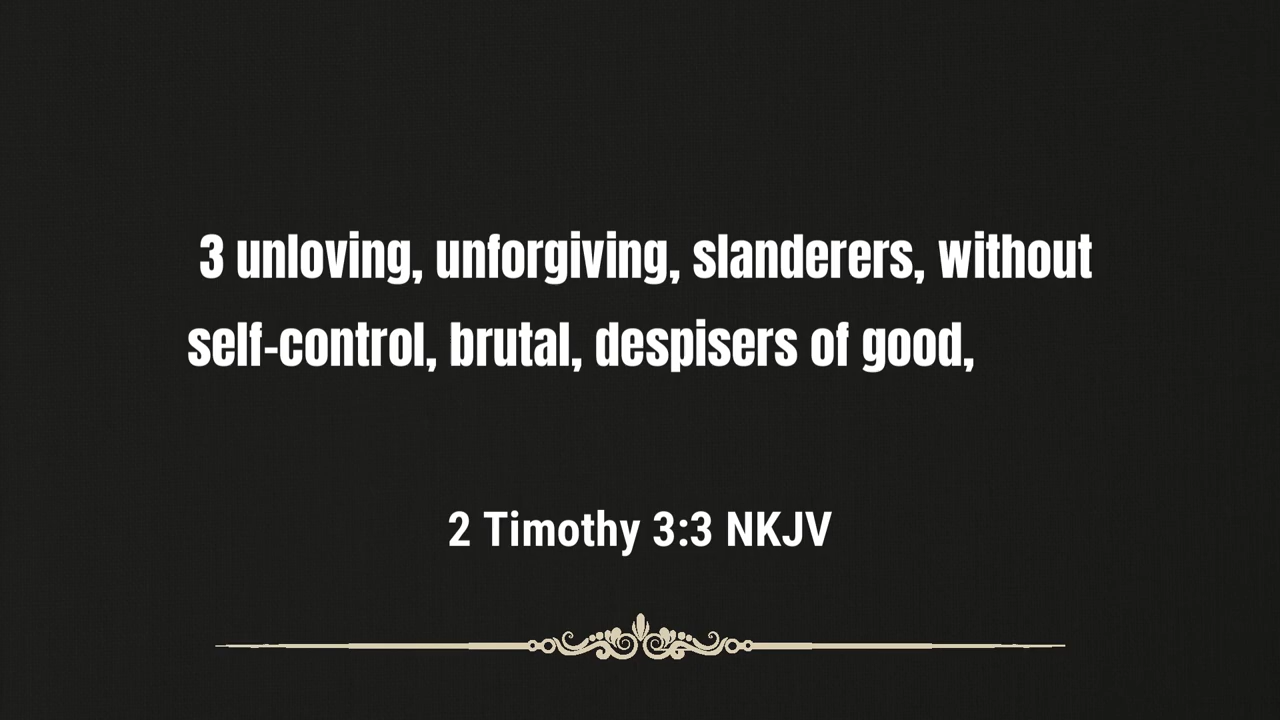 3 unloving, unforgiving, slanderers, without
self-control, brutal, despisers of good,
2 Timothy 3:3 NKJV